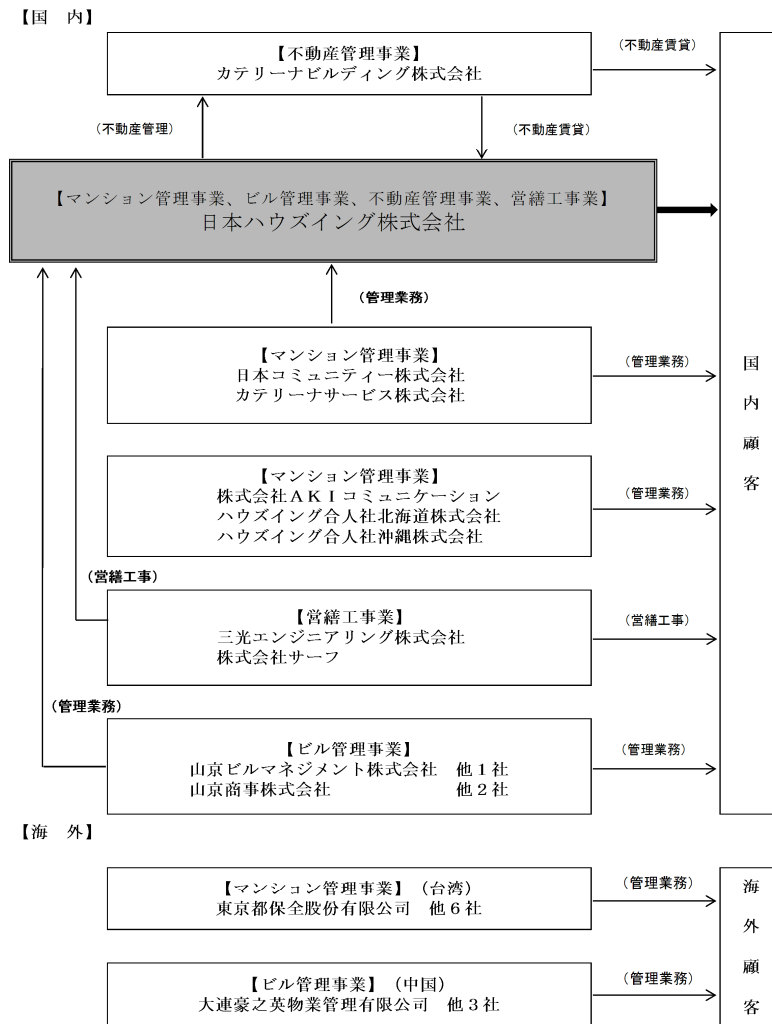 【国　内】
【不動産管理事業】
カテリーナビルディング株式会社
（不動産賃貸）
（不動産管理）
（不動産賃貸）
【マンション管理事業、ビル管理事業、不動産管理事業、営繕工事業】
日本ハウズイング株式会社
（管理業務）
【マンション管理事業】
日本コミュニティー株式会社
カテリーナサービス株式会社
（管理業務）
国内顧客
【マンション管理事業】
株式会社ＡＫＩコミュニケーション
ハウズイング合人社北海道株式会社
ハウズイング合人社沖縄株式会社
（管理業務）
（営繕工事）
【営繕工事業】
三光エンジニアリング株式会社
株式会社サーフ
（営繕工事）
（管理業務）
【ビル管理事業】
山京ビルマネジメント株式会社　他１社
山京商事株式会社　他２社
（管理業務）
【海　外】
【マンション管理事業】（台湾）
東京都保全股份有限公司　他６社
（管理業務）
海外顧客
【ビル管理事業】（中国）
大連豪之英物業管理有限公司　他３社
（管理業務）